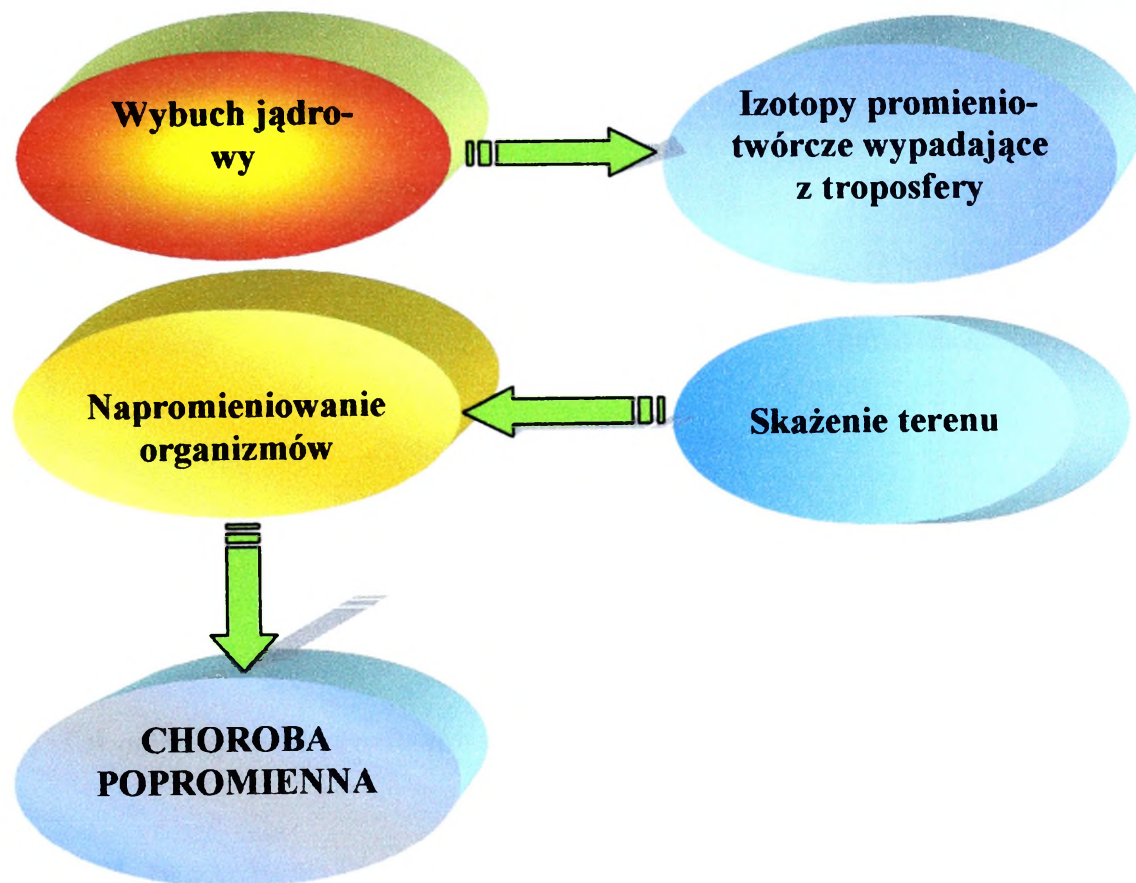 Wybuch jądro-
wy
Izotopy promienio-
twórcze wypadające
z troposfery
Napromieniowanie
organizmów
Skażenie terenu
CHOROBA
POPROMIENNA